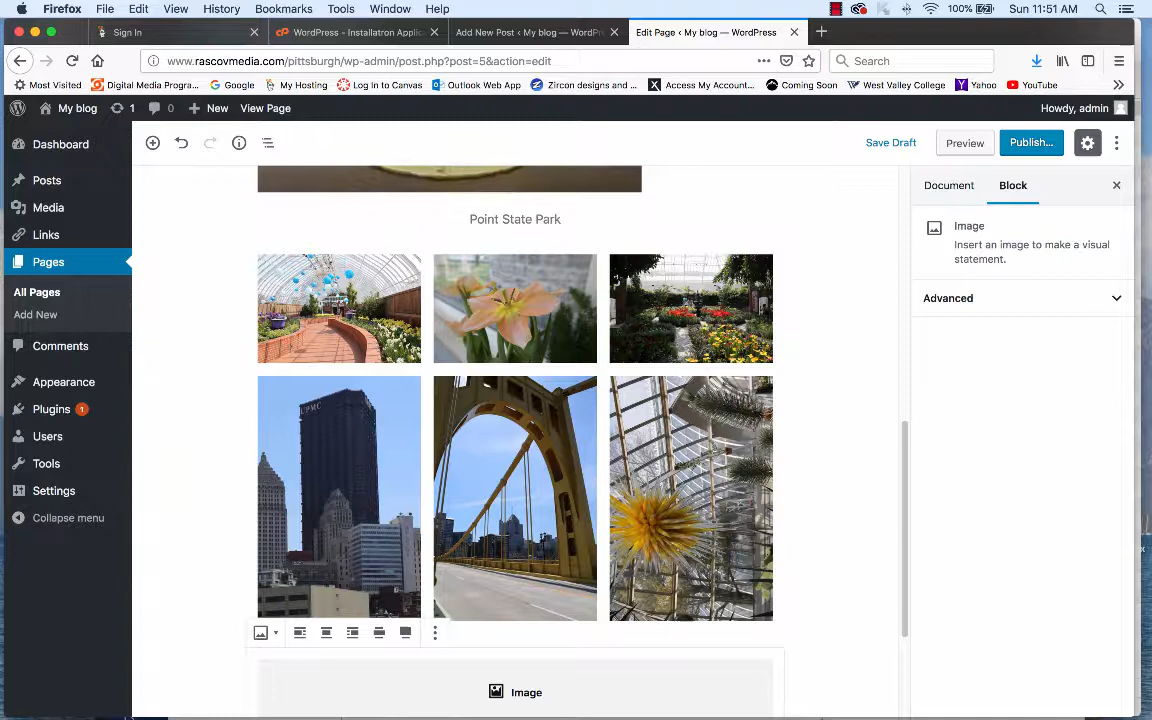 Firefox File Edit View History Bookmarks Tools Window Help 100% Sun 11:51 AM
Sign In WordPress - Installatron Applic Add New Post ‹ My blog — WordPr Edit Page ‹ My blog — WordPress
www.rascovmedia.com/pittsburgh/wp-admin/post.php?post=5&action=edit Search
Most Visited Digital Media Progra... Google My Hosting Log In to Canvas Outlook Web App Zircon designs and ... Access My Account... Coming Soon West Valley College Yahoo YouTube
My blog 1 0 New View Page Howdy, admin
Dashboard
Posts
Media
Links
Pages
All Pages
Add New
Comments
Appearance
Plugins 1
Users
Tools
Settings
Collapse menu
Save Draft Preview Publish...
Point State Park
UPMC
Image
Document Block
Image
Insert an image to make a visual
statement.
Advanced